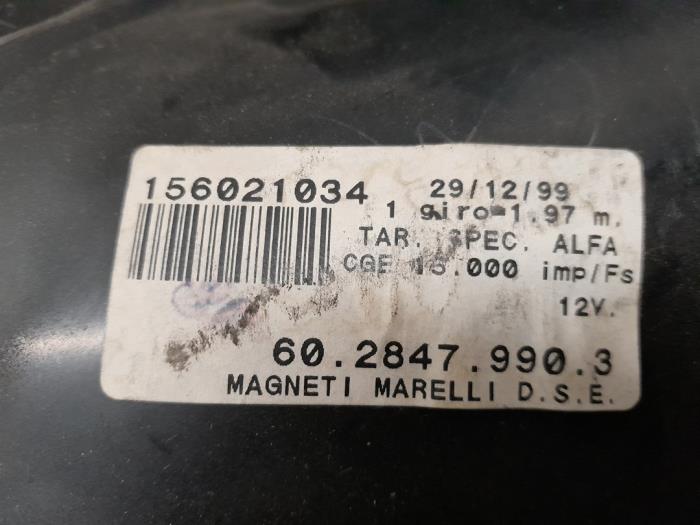 156021034 29/12/99
1 giro=1.97 m.
TAR. SPEC. ALFA
CGE 15.000 imp/Fs
12V.
60.2847.990.3
MAGNETI MARELLI D.S.E.